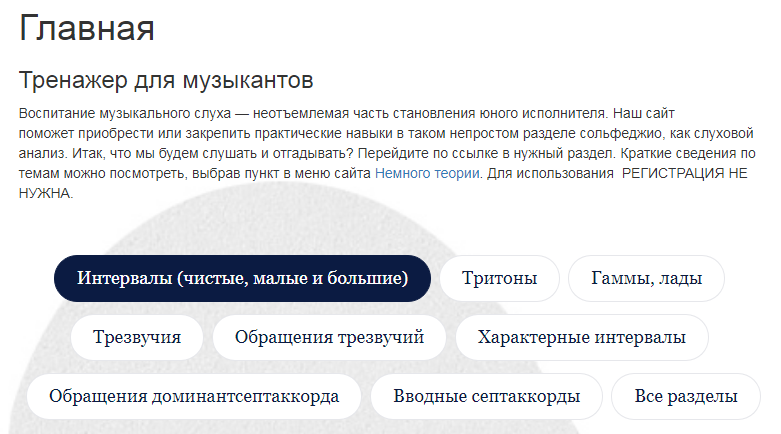 Главная
Тренажер для музыкантов
Воспитание музыкального слуха — неотъемлемая часть становления юного исполнителя. Наш сайт
поможет приобрести или закрепить практические навыки в таком непростом разделе сольфеджио, как слуховой
анализ. Итак, что мы будем слушать и отгадывать? Перейдите по ссылке в нужный раздел. Краткие сведения по
темам можно посмотреть, выбрав пункт в меню сайта Немного теории. Для использования  РЕГИСТРАЦИЯ НЕ
НУЖНА.
Интервалы (чистые, малые и большие) Тритоны Гаммы, лады
Трезвучия Обращения трезвучий Характерные интервалы
Обращения доминантсептаккорда Вводные септаккорды Все разделы